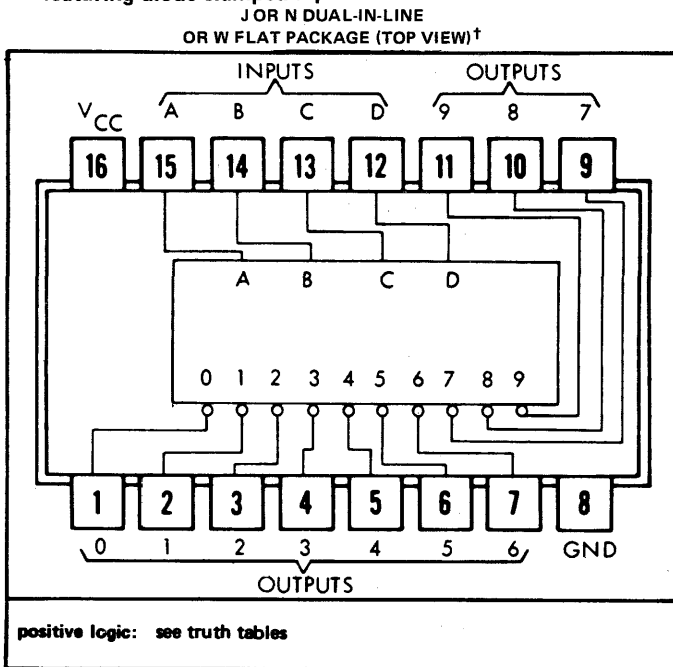 J OR N DUAL-IN-LINE
OR W FLAT PACKAGE (TOP VIEW)†
INPUTS OUTPUTS
VCC A B C D 9 8 7
16 15 14 13 12 11 10 9
A B C D
0 1 2 3 4 5 6 7 8 9
1 2 3 4 5 6 7 8
0 1 2 3 4 5 6 GND
OUTPUTS
positive logic: see truth tables